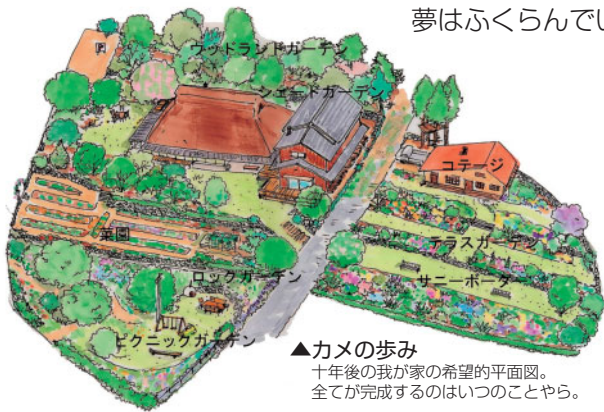 夢はふくらんでい
P
ウッドランドガーデン
シェードガーデン
コテージ
菜園
テラスガーデン
ロックガーデン
サニーボーダー
ピクニックガーデン
▲カメの歩み
十年後の我が家の希望的平面図。
全てが完成するのはいつのことやら。